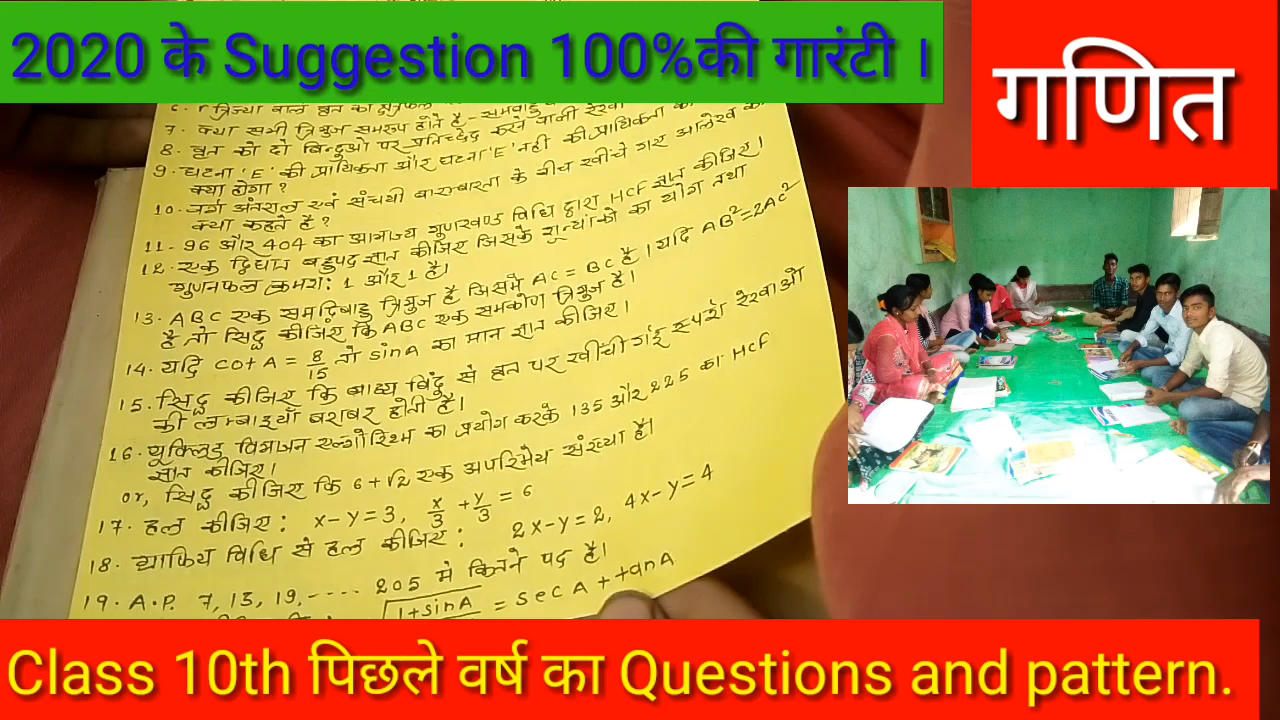 2020 के Suggestion 100%की गारंटी ।
गणित
6. r त्रिज्या वाले वृत्त का
7. क्या सभी त्रिभुज समरूप होते है -
8. वृत्त को दो बिन्दुओ पर प्रतिच्छेद करने वाली रेखा
9. घटना 'E' की प्रायिकता और घटना 'E' नही की प्रायिकता का
क्या होगा ?
10. वर्ग अंतराल एवं संचयी बारम्बारता के बीच खींचे गए आलेख को
क्या कहते है ?
11. 96 और 404 का अभाज्य गुणनखण्ड विधि द्वारा HCF ज्ञात कीजिए।
12. एक द्विघात बहुपद ज्ञात कीजिए जिसके शून्यांको का योग तथा
गुणनफल क्रमश: 1 और 1 है।
13. ABC एक समद्विबाहु त्रिभुज है जिसमे AC = BC है। यदि AB²=2AC²
है तो सिद्ध कीजिए कि ABC एक समकोण त्रिभुज है।
14. यदि cot A = 8/15 तो sinA का मान ज्ञात कीजिए।
15. सिद्ध कीजिए कि बाह्य बिंदु से वृत पर खींची गई स्पर्श रेखाओ
की लम्बाइयाँ बराबर होती है।
16. यूक्लिड विभाजन एल्गोरिथ्म का प्रयोग करके 135 और 225 का HCF
ज्ञात कीजिए।
or, सिद्ध कीजिए कि 6+√2 एक अपरिमेय संख्या है।
17. हल कीजिए : x-y=3, x/3 + y/3 = 6
18. ग्राफिय विधि से हल कीजिए : 2x-y=2, 4x-y=4
19. A.P. 7, 13, 19, ---- 205 मे कितने पद है।
1+sinA = sec A + tanA
Class 10th पिछले वर्ष का Questions and pattern.